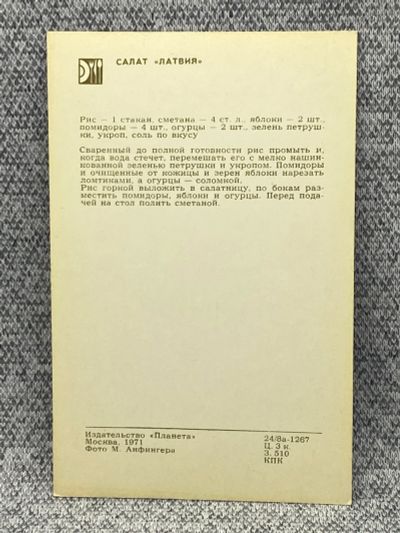 САЛАТ «ЛАТВИЯ»
Рис — 1 стакан, сметана — 4 ст. л., яблоки — 2 шт.,
помидоры — 4 шт., огурцы — 2 шт., зелень петруш-
ки, укроп, соль по вкусу
Сваренный до полной готовности рис промыть и,
когда вода стечет, перемешать его с мелко нашин-
кованной зеленью петрушки и укропом. Помидоры
и очищенные от кожицы и зерен яблоки нарезать
ломтиками, а огурцы — соломкой.
Рис горкой выложить в салатницу, по бокам раз-
местить помидоры, яблоки и огурцы. Перед пода-
чей на стол полить сметаной.
Издательство «Планета»
Москва, 1971
Фото М. Анфингера
24/8а-1267
Ц. 3 к.
З. 510
КПК